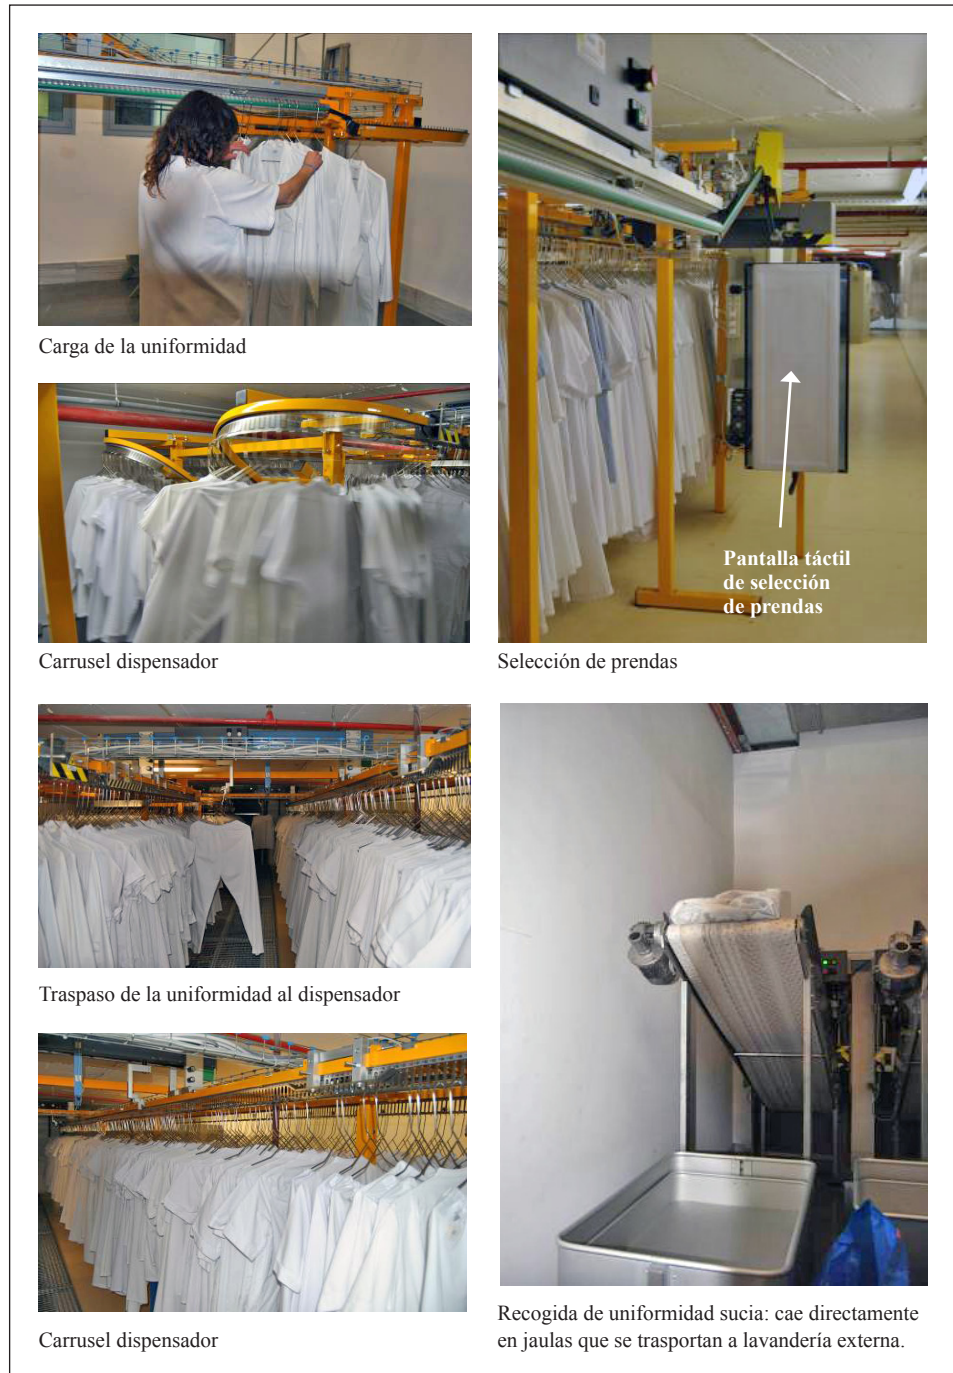 Carga de la uniformidad
Carrusel dispensador
Pantalla táctil
de selección
de prendas
Selección de prendas
Traspaso de la uniformidad al dispensador
Carrusel dispensador
Recogida de uniformidad sucia: cae directamente
en jaulas que se trasportan a lavandería externa.